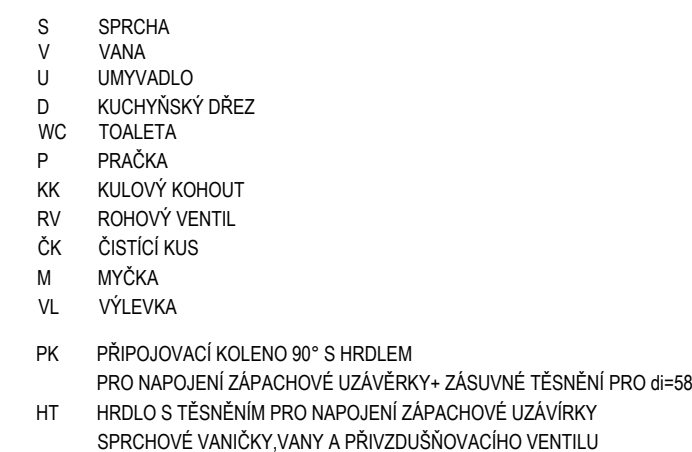 S SPRCHA
V VANA
U UMYVADLO
D KUCHYŇSKÝ DŘEZ
WC TOALETA
P PRAČKA
KK KULOVÝ KOHOUT
RV ROHOVÝ VENTIL
ČK ČISTÍCÍ KUS
M MYČKA
VL VÝLEVKA
PK PŘIPOJOVACÍ KOLENO 90° S HRDLEM
PRO NAPOJENÍ ZÁPACHOVÉ UZÁVĚRKY+ ZÁSUVNÉ TĚSNĚNÍ PRO di=58
HT HRDLO S TĚSNĚNÍM PRO NAPOJENÍ ZÁPACHOVÉ UZÁVÍRKY
SPRCHOVÉ VANIČKY,VANY A PŘIVZDUŠŇOVACÍHO VENTILU